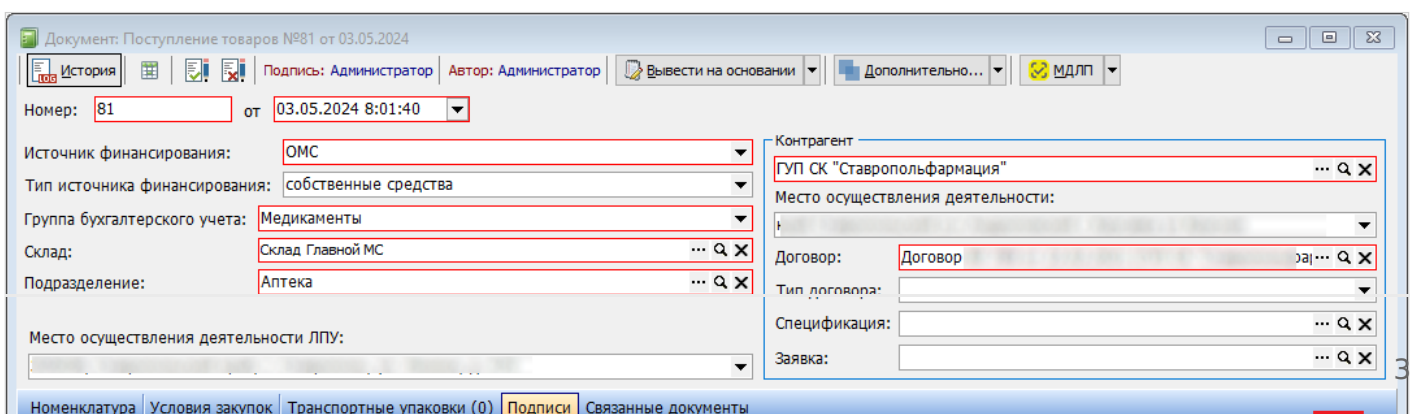 Документ: Поступление товаров №81 от 03.05.2024
LOG История Подпись: Администратор Автор: Администратор Вывести на основании Дополнительно... МДЛП
Номер: 81 от 03.05.2024 8:01:40
Источник финансирования: ОМС
Тип источника финансирования: собственные средства
Группа бухгалтерского учета: Медикаменты
Склад: Склад Главной МС
Подразделение: Аптека
Место осуществления деятельности ЛПУ:
Контрагент
ГУП СК "Ставропольфармация"
Место осуществления деятельности:
Договор: Договор
Тип договора:
Спецификация:
Заявка:
3
Номенклатура Условия закупок Транспортные упаковки (0) Подписи Связанные документы